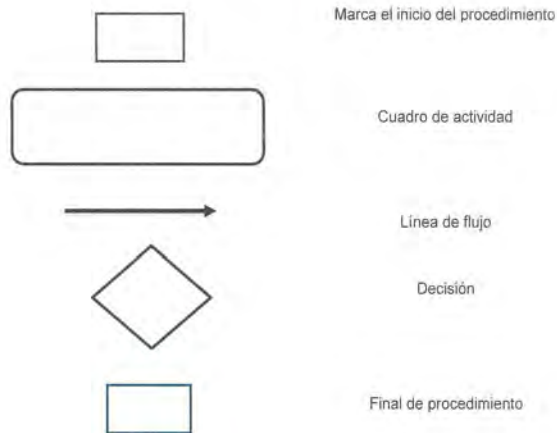 Marca el inicio del procedimiento
Cuadro de actividad
Línea de flujo
Decisión
Final de procedimiento